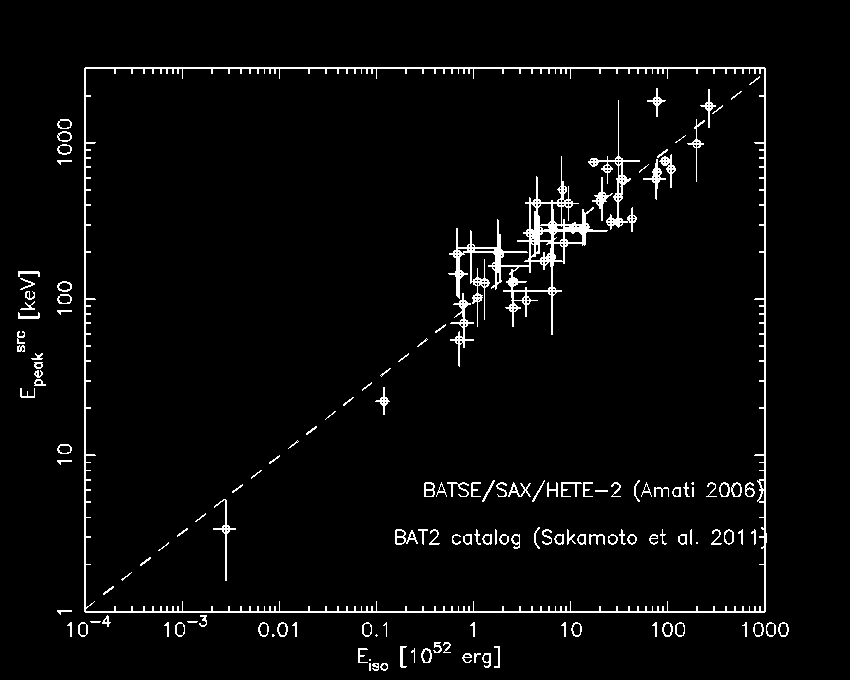 1000
100
10
1
E_peak^src [keV]
BATSE/SAX/HETE-2 (Amati 2006)
BAT2 catalog (Sakamoto et al. 2011)
10^-4 10^-3 0.01 0.1 1 10 100 1000
E_iso [10^52 erg]